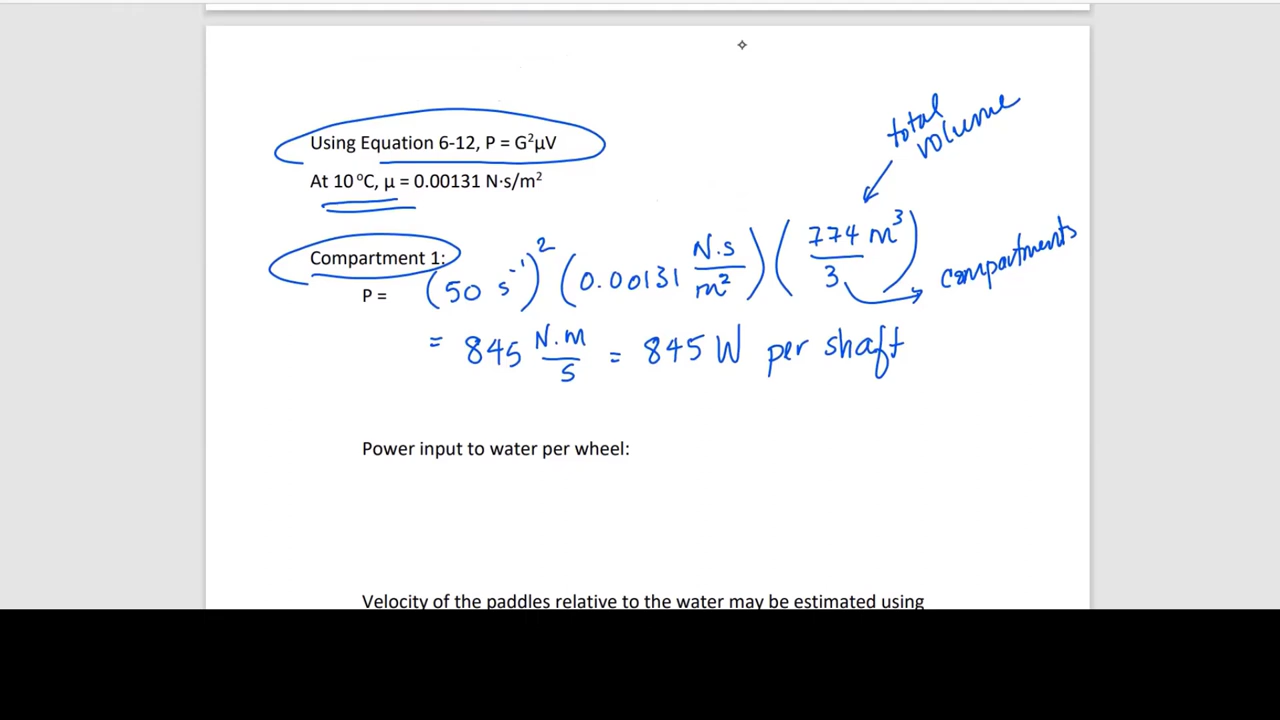 total
volume
Using Equation 6-12, P = G²µV
At 10 °C, µ = 0.00131 N·s/m²
Compartment 1:
P = (50 s⁻¹)² (0.00131 N.s/m²) (774 m³/3)
compartments
= 845 N.m/s = 845 W per shaft
Power input to water per wheel:
Velocity of the paddles relative to the water may be estimated using